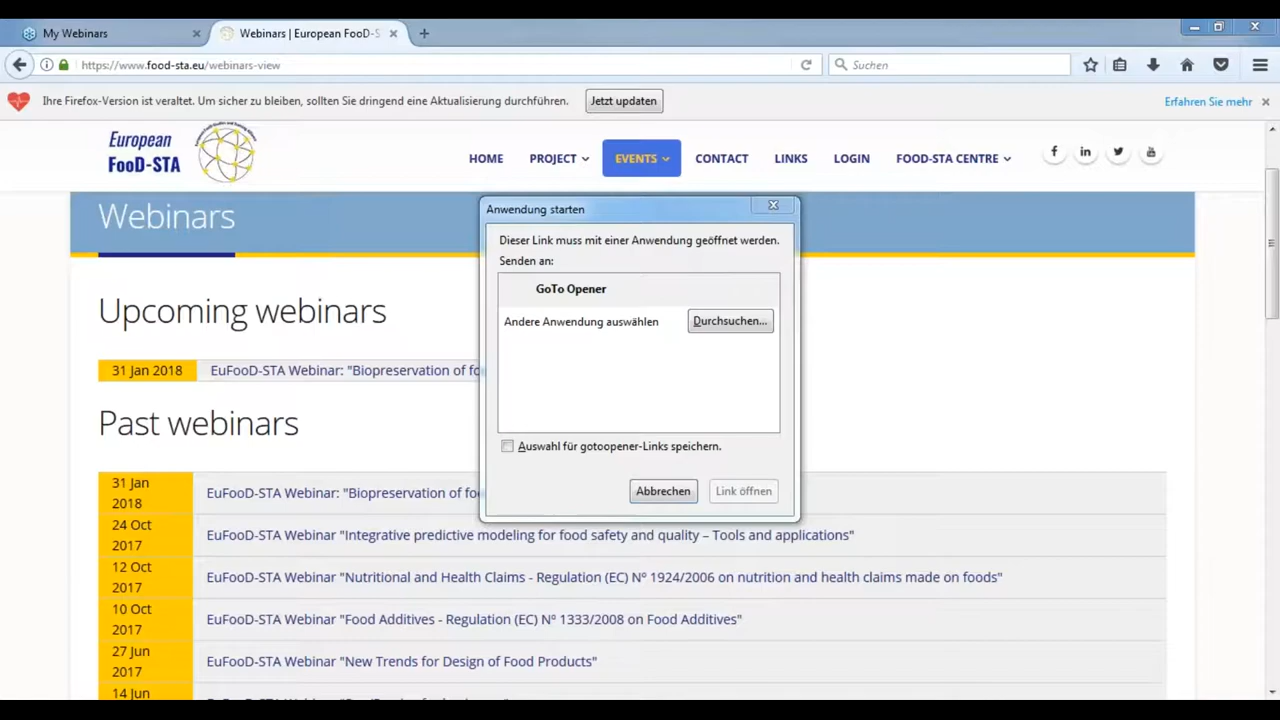 My Webinars
Webinars | European FooD-S
https://www.food-sta.eu/webinars-view
Suchen
Ihre Firefox-Version ist veraltet. Um sicher zu bleiben, sollten Sie dringend eine Aktualisierung durchführen.
Jetzt updaten
Erfahren Sie mehr
European
FooD-STA
HOME
PROJECT
EVENTS
CONTACT
LINKS
LOGIN
FOOD-STA CENTRE
Webinars
Anwendung starten
Dieser Link muss mit einer Anwendung geöffnet werden.
Senden an:
GoTo Opener
Andere Anwendung auswählen
Durchsuchen...
Auswahl für gotoopener-Links speichern.
Abbrechen
Link öffnen
Upcoming webinars
31 Jan 2018
EuFooD-STA Webinar: "Biopreservation of
Past webinars
31 Jan
2018
EuFooD-STA Webinar: "Biopreservation of
24 Oct
2017
EuFooD-STA Webinar "Integrative predictive modeling for food safety and quality – Tools and applications"
12 Oct
2017
EuFooD-STA Webinar "Nutritional and Health Claims - Regulation (EC) Nº 1924/2006 on nutrition and health claims made on foods"
10 Oct
2017
EuFooD-STA Webinar "Food Additives - Regulation (EC) Nº 1333/2008 on Food Additives"
27 Jun
2017
EuFooD-STA Webinar "New Trends for Design of Food Products"
14 Jun